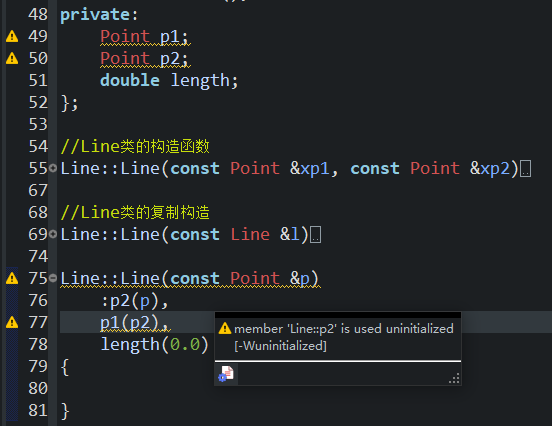 48 private:
49 Point p1;
50 Point p2;
51 double length;
52 };
53
54 //Line类的构造函数
55 Line::Line(const Point &xp1, const Point &xp2)
67
68 //Line类的复制构造
69 Line::Line(const Line &l)
74
75 Line::Line(const Point &p)
76 :p2(p),
77 p1(p2),
78 length(0.0)
member 'Line::p2' is used uninitialized
[-Wuninitialized]
79 {
80
81 }